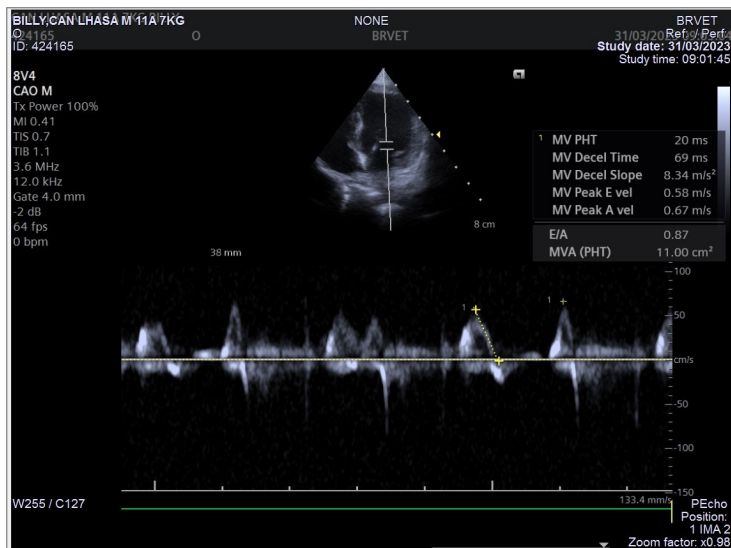 BILLY,CAN LHASA M 11A 7KG
NONE
BRVET
O
424165
O
BRVET
Ref. / Perf.
ID: 424165
Study date: 31/03/2023
Study time: 09:01:45
8V4
CAO M
Tx Power 100%
MI 0.41
TIS 0.7
TIB 1.1
3.6 MHz
12.0 kHz
Gate 4.0 mm
-2 dB
64 fps
0 bpm
8 cm
38 mm
1 MV PHT 20 ms
MV Decel Time 69 ms
MV Decel Slope 8.34 m/s²
MV Peak E vel 0.58 m/s
MV Peak A vel 0.67 m/s
E/A 0.87
MVA (PHT) 11.00 cm²
100
1
1
50
cm/s
-50
-100
-150
133.4 mm/s
W255 / C127
PEcho
Position:
1 IMA 2
Zoom factor: x0.98